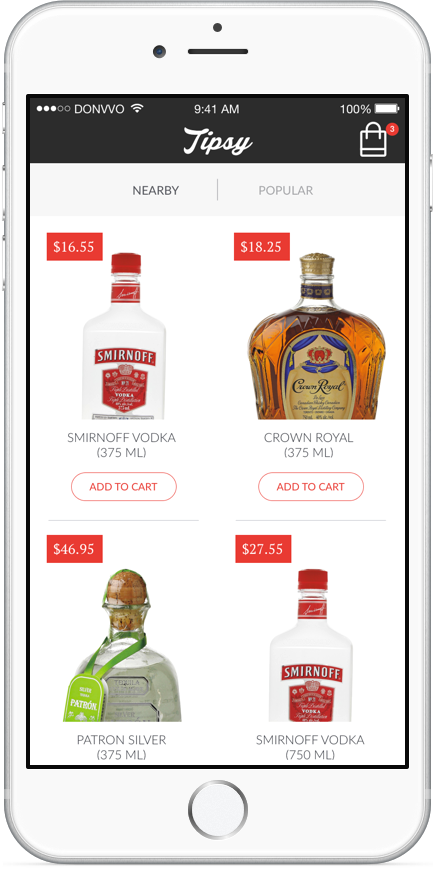 DONVVO
9:41 AM
100%
Tipsy
3
NEARBY
POPULAR
$16.55
$18.25
SMIRNOFF
VODKA
Crown Royal
SMIRNOFF VODKA
(375 ML)
CROWN ROYAL
(375 ML)
ADD TO CART
ADD TO CART
$46.95
$27.55
PATRÓN
SMIRNOFF
VODKA
PATRON SILVER
(375 ML)
SMIRNOFF VODKA
(750 ML)